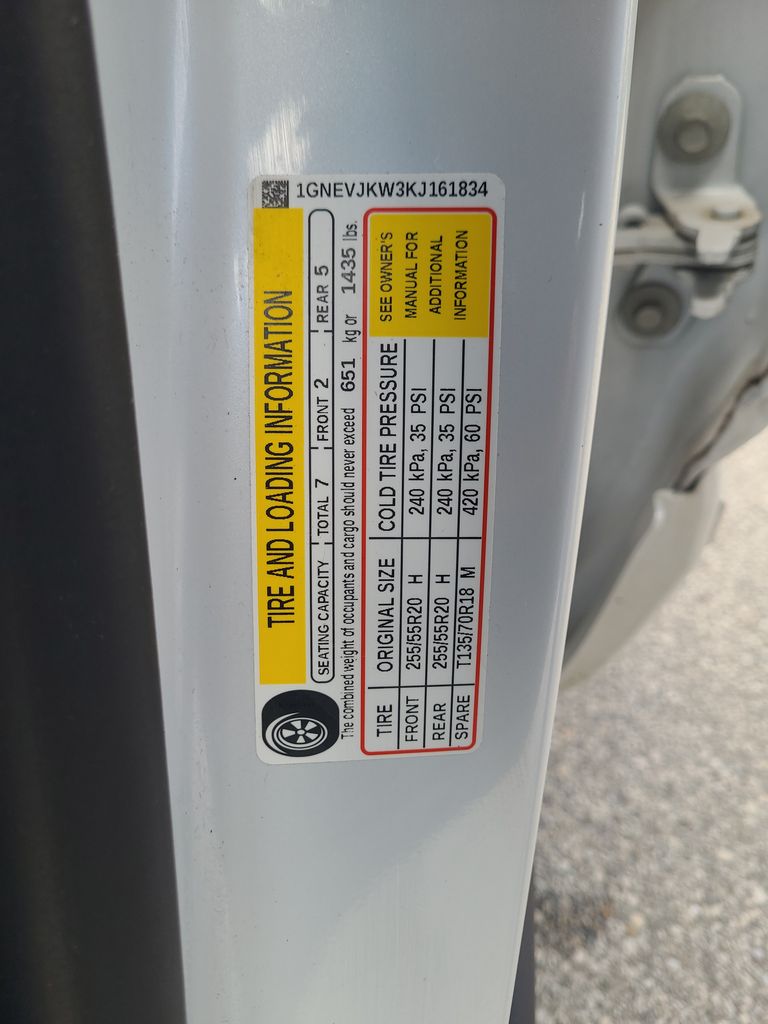 1GNEVJKW3KJ161834
TIRE AND LOADING INFORMATION
SEATING CAPACITY TOTAL 7 FRONT 2 REAR 5
The combined weight of occupants and cargo should never exceed 651 kg or 1435 lbs.
TIRE ORIGINAL SIZE COLD TIRE PRESSURE
FRONT 255/55R20 H 240 kPa, 35 PSI
REAR 255/55R20 H 240 kPa, 35 PSI
SPARE T135/70R18 M 420 kPa, 60 PSI
SEE OWNER'S
MANUAL FOR
ADDITIONAL
INFORMATION